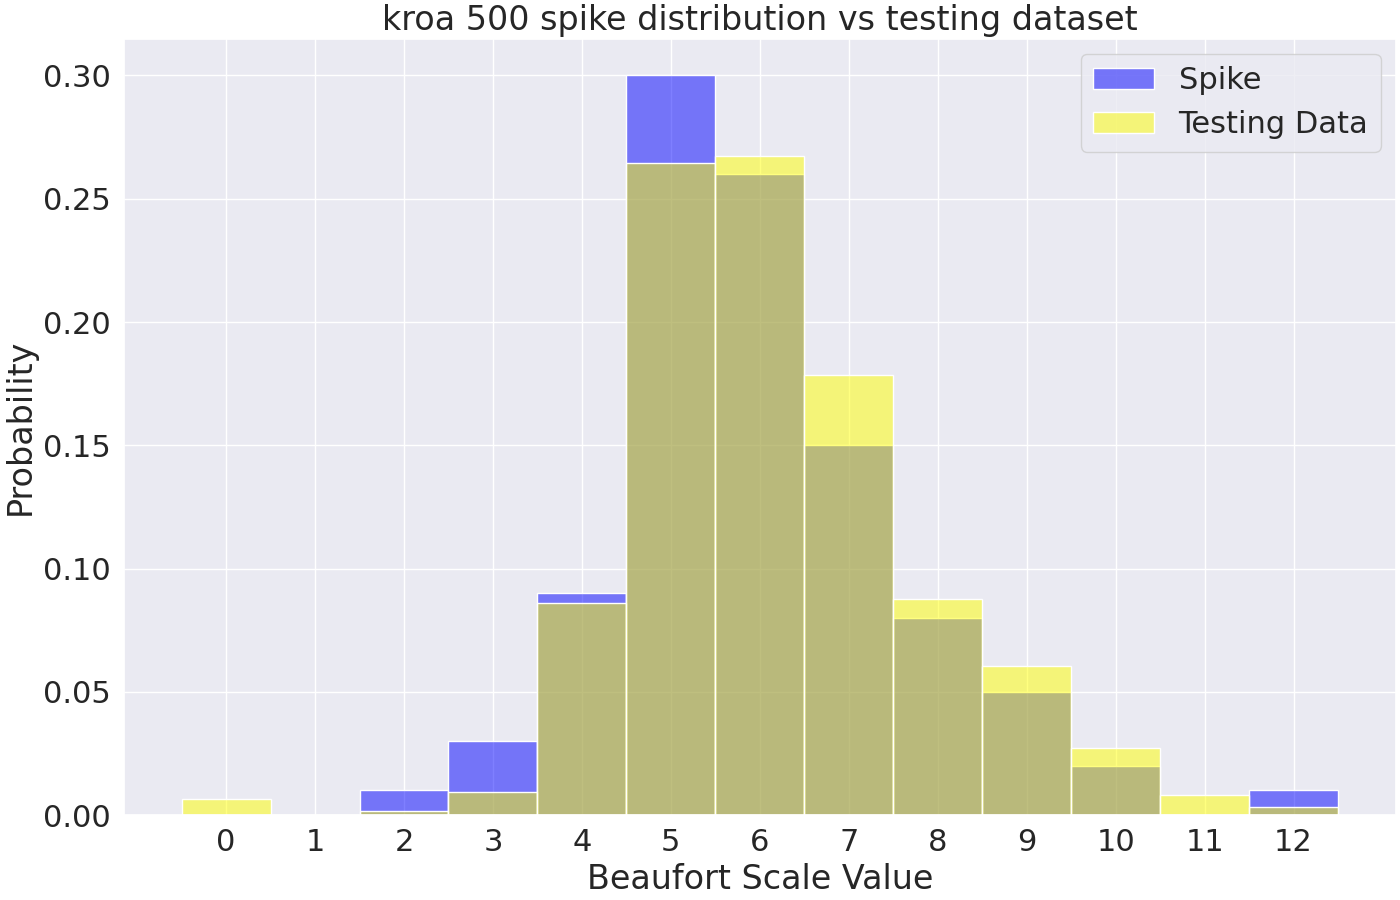 kroa 500 spike distribution vs testing dataset
Spike
Testing Data
Probability
0.30
0.25
0.20
0.15
0.10
0.05
0.00
0 1 2 3 4 5 6 7 8 9 10 11 12
Beaufort Scale Value